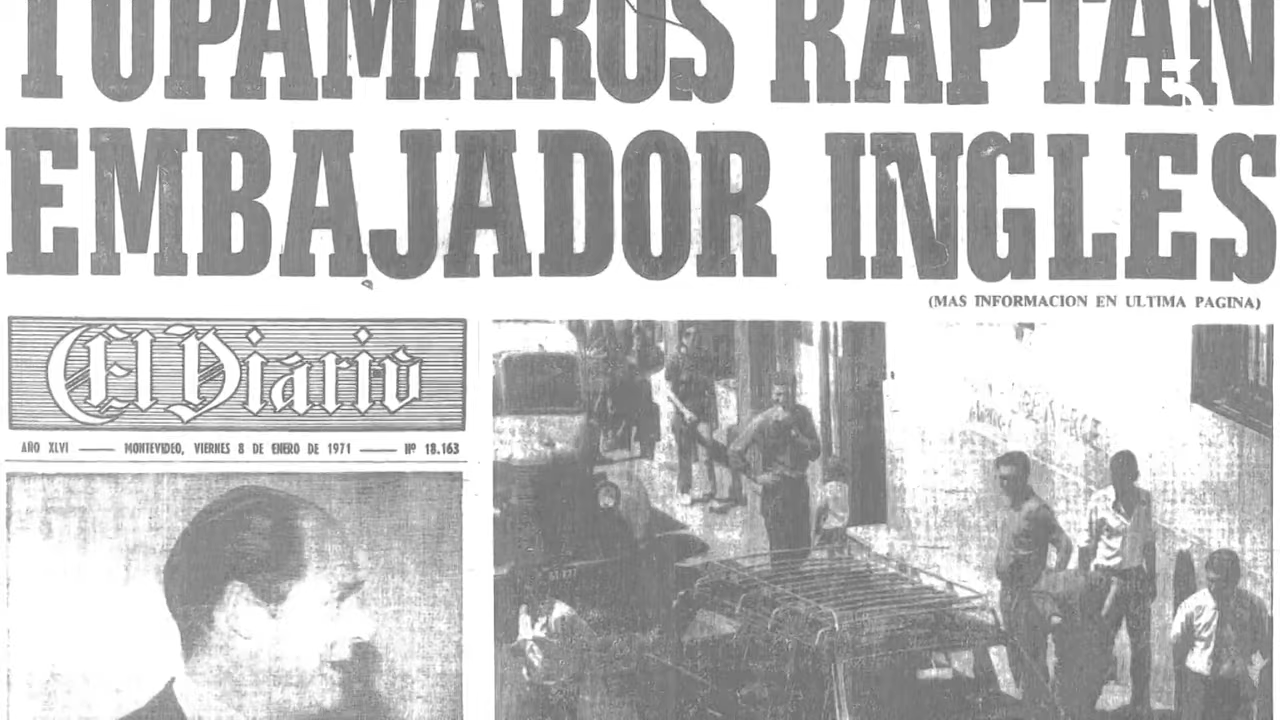 TUPAMAROS RAPTAN
EMBAJADOR INGLES
(MAS INFORMACION EN ULTIMA PAGINA)
El Diario
AÑO XLVI — MONTEVIDEO, VIERNES 8 DE ENERO DE 1971 — Nº 18.163